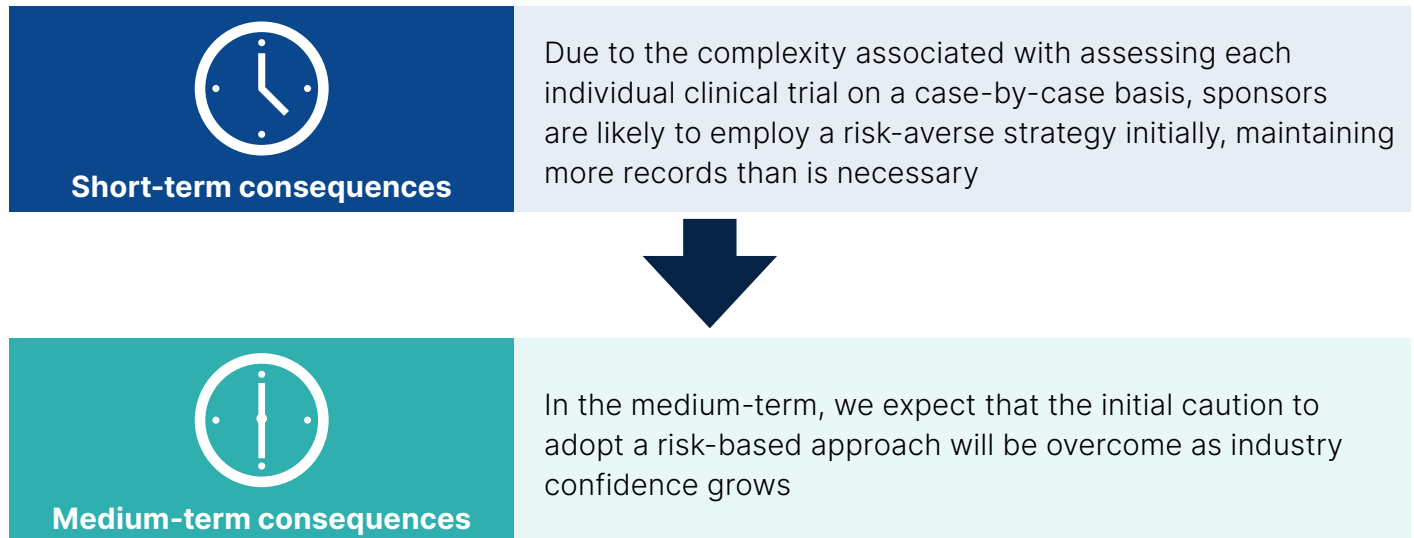 Short-term consequences
Due to the complexity associated with assessing each
individual clinical trial on a case-by-case basis, sponsors
are likely to employ a risk-averse strategy initially, maintaining
more records than is necessary
Medium-term consequences
In the medium-term, we expect that the initial caution to
adopt a risk-based approach will be overcome as industry
confidence grows